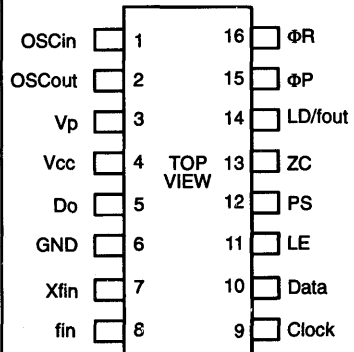 OSCin 1 16 ΦR
OSCout 2 15 ΦP
Vp 3 14 LD/fout
Vcc 4 TOP VIEW 13 ZC
Do 5 12 PS
GND 6 11 LE
Xfin 7 10 Data
fin 8 9 Clock